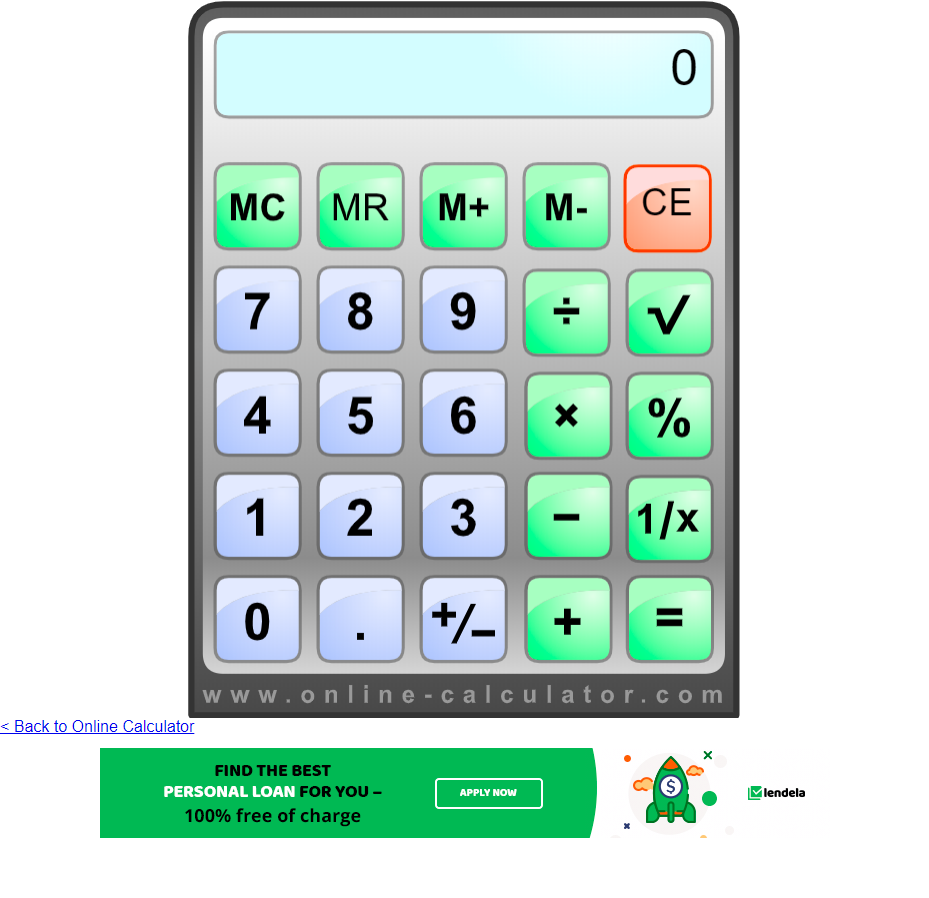 0
MC MR M+ M- CE
7 8 9 ÷ √
4 5 6 × %
1 2 3 − 1/x
0 . +/− + =
www.online-calculator.com
< Back to Online Calculator
FIND THE BEST
PERSONAL LOAN FOR YOU –
100% free of charge
APPLY NOW
$
lendela